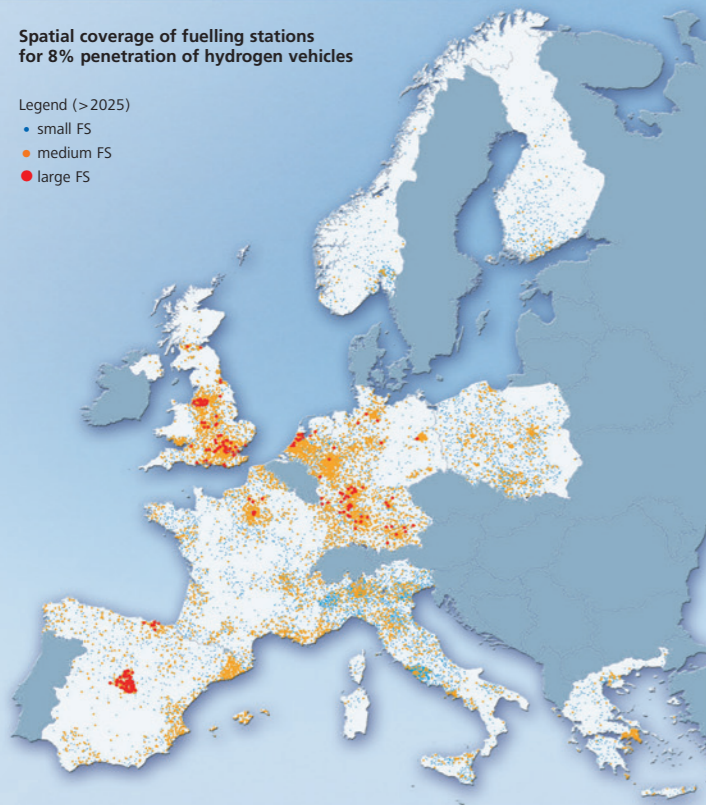 Spatial coverage of fuelling stations
for 8% penetration of hydrogen vehicles
Legend (>2025)
small FS
medium FS
large FS